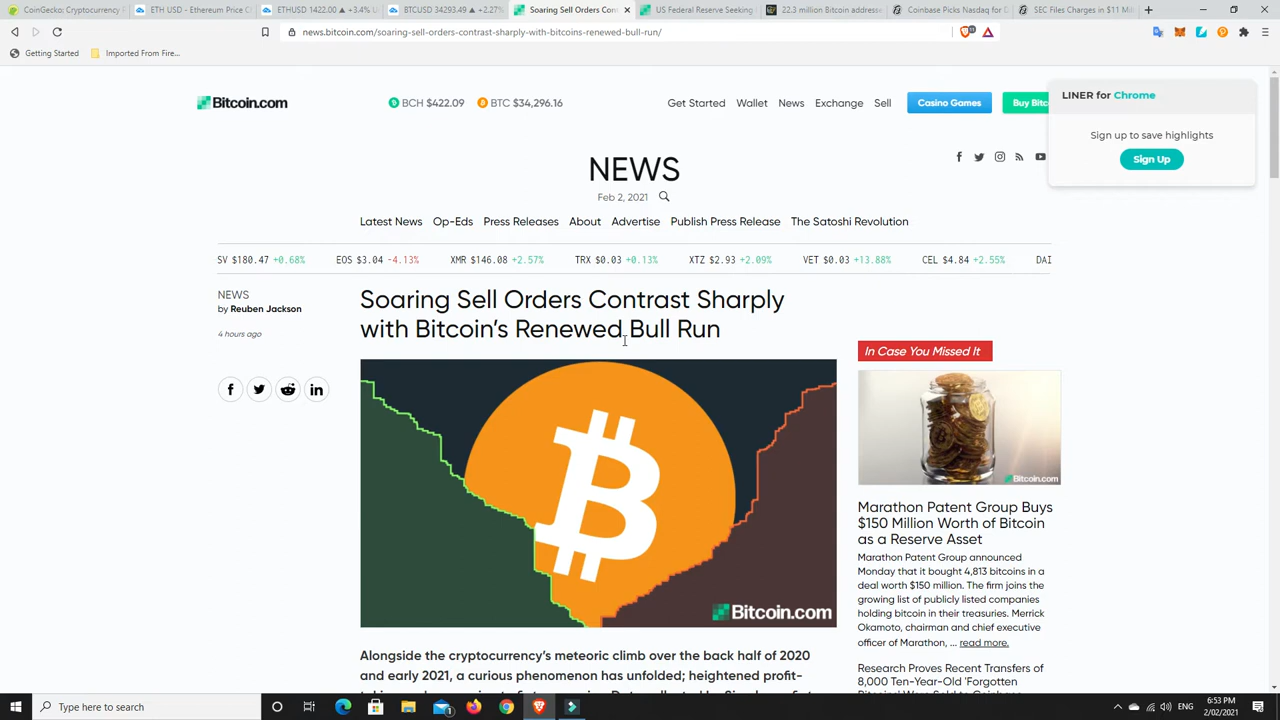 CoinGecko: Cryptocurrency P
ETH USD - Ethereum Price C
ETHUSD 1422.00 ▲ +3.4% U
BTCUSD 34293.49 ▲ +2.27%
Soaring Sell Orders Cont
US Federal Reserve Seeking
22.3 million Bitcoin addresse
Coinbase Picks Nasdaq for D
SEC Files Charges in $11 Mil
news.bitcoin.com/soaring-sell-orders-contrast-sharply-with-bitcoins-renewed-bull-run/
Getting Started
Imported From Fire...
Bitcoin.com
BCH $422.09
BTC $34,296.16
Get Started
Wallet
News
Exchange
Sell
Casino Games
Buy Bitc
LINER for Chrome
Sign up to save highlights
Sign Up
NEWS
Feb 2, 2021
Latest News
Op-Eds
Press Releases
About
Advertise
Publish Press Release
The Satoshi Revolution
SV $180.47 +0.68%
EOS $3.04 -4.13%
XMR $146.08 +2.57%
TRX $0.03 +0.13%
XTZ $2.93 +2.09%
VET $0.03 +13.88%
CEL $4.84 +2.55%
DAI
NEWS
by Reuben Jackson
4 hours ago
Soaring Sell Orders Contrast Sharply
with Bitcoin's Renewed Bull Run
Bitcoin.com
Alongside the cryptocurrency's meteoric climb over the back half of 2020
and early 2021, a curious phenomenon has unfolded; heightened profit-
In Case You Missed It
Bitcoin.com
Marathon Patent Group Buys
$150 Million Worth of Bitcoin
as a Reserve Asset
Marathon Patent Group announced
Monday that it bought 4,813 bitcoins in a
deal worth $150 million. The firm joins the
growing list of publicly listed companies
holding bitcoin in their treasuries. Merrick
Okamoto, chairman and chief executive
officer of Marathon, ... read more.
Research Proves Recent Transfers of
8,000 Ten-Year-Old 'Forgotten
Type here to search
ENG
6:53 PM
2/02/2021